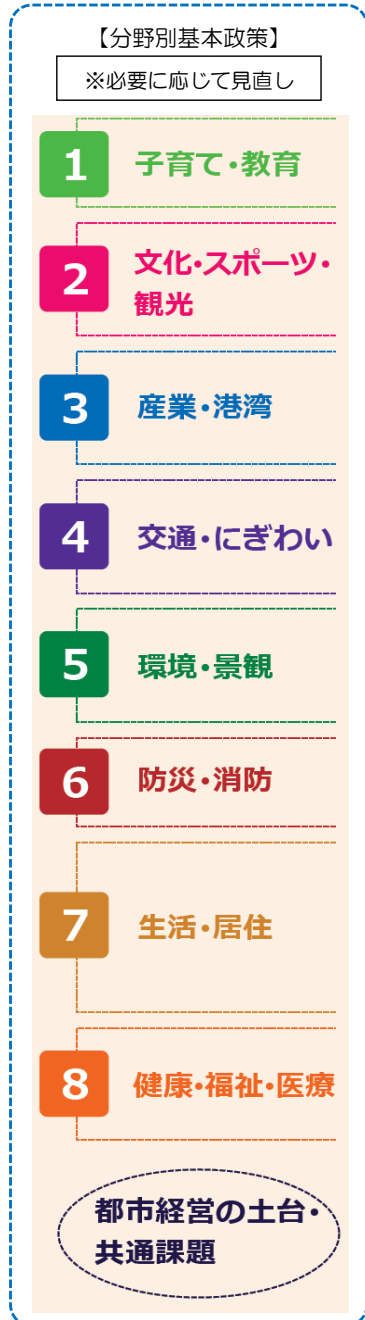 【分野別基本政策】
※必要に応じて見直し
1 子育て・教育
2 文化・スポーツ・
観光
3 産業・港湾
4 交通・にぎわい
5 環境・景観
6 防災・消防
7 生活・居住
8 健康・福祉・医療
都市経営の土台・
共通課題